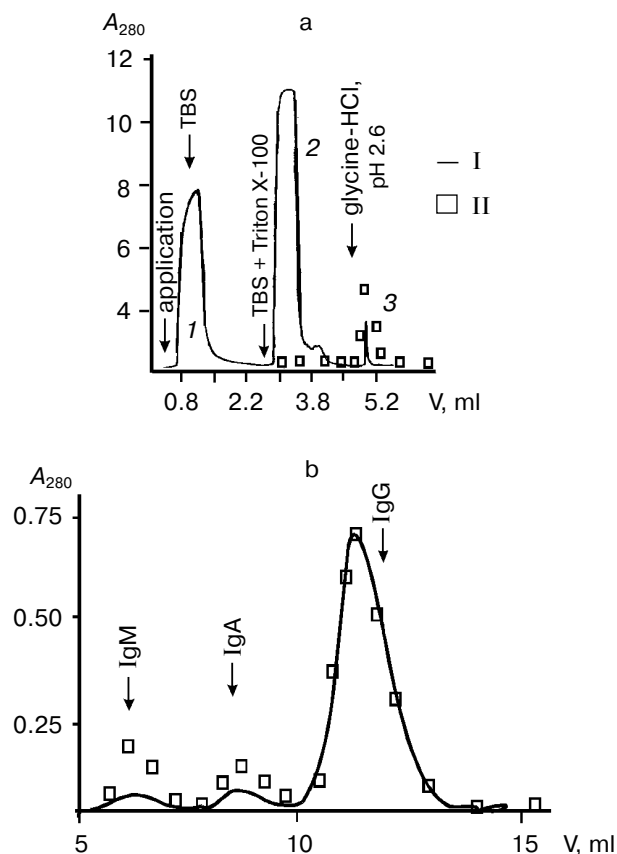 A280
a
12
10
8
6
4
application
TBS
TBS + Triton X-100
glycine-HCl,
pH 2.6
1
2
3
I
II
0.8
2.2
3.8
5.2
V, ml
b
A280
0.75
0.50
0.25
IgM
IgA
IgG
5
10
15
V, ml